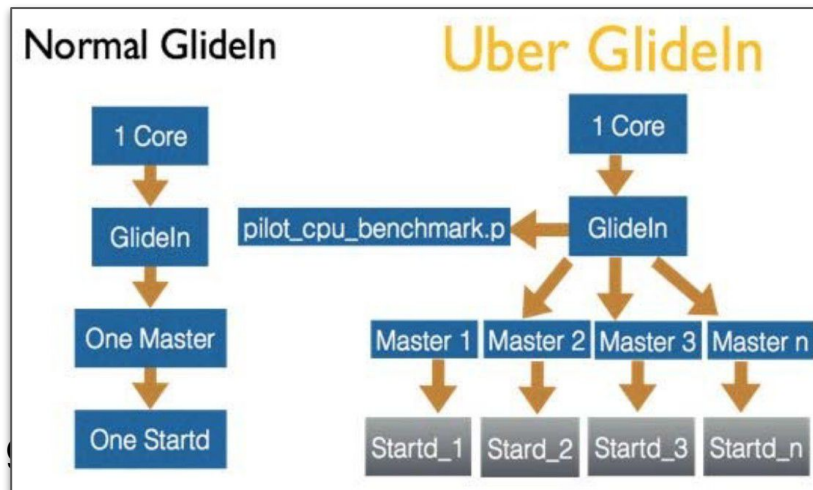 Normal GlideIn
Uber GlideIn
1 Core
GlideIn
One Master
One Startd
1 Core
pilot_cpu_benchmark.p
GlideIn
Master 1
Master 2
Master 3
Master n
Startd_1
Stard_2
Startd_3
Startd_n